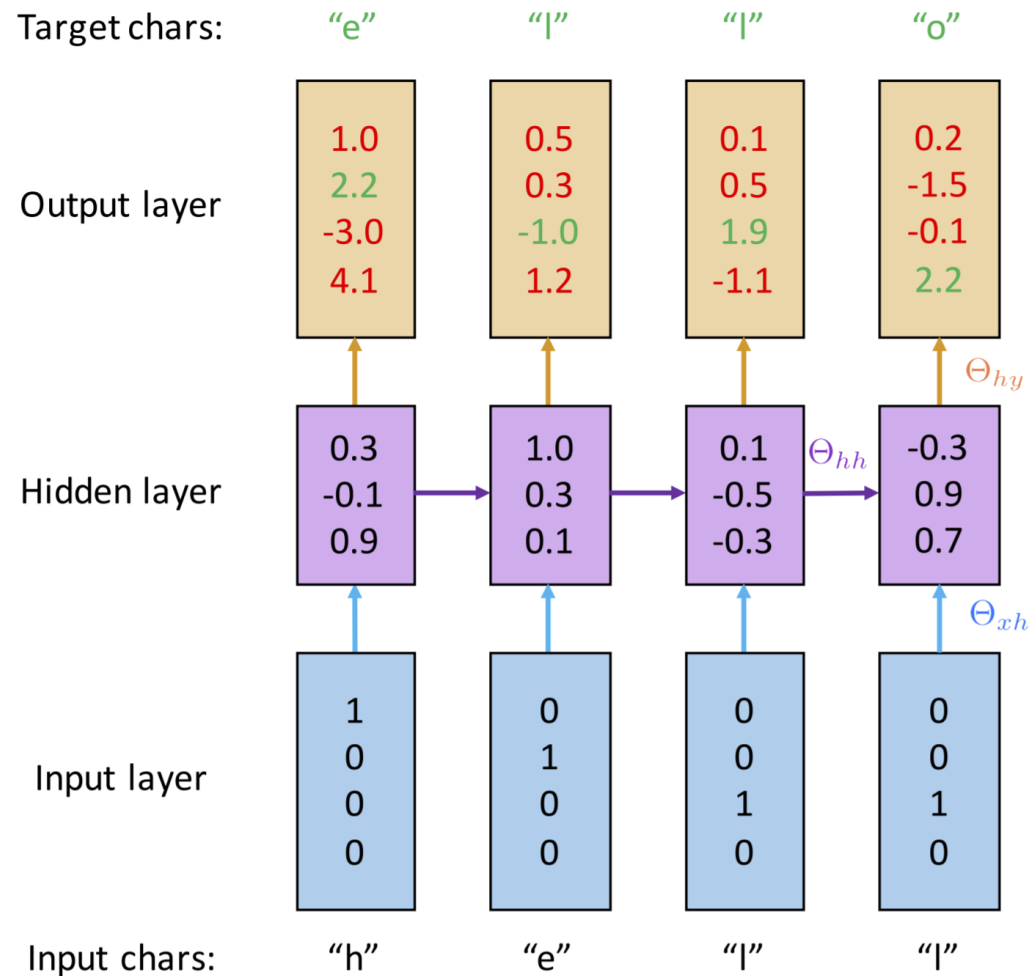 Target chars: “e” “l” “l” “o”
Output layer
1.0 0.5 0.1 0.2
2.2 0.3 0.5 -1.5
-3.0 -1.0 1.9 -0.1
4.1 1.2 -1.1 2.2
Θhy
Hidden layer
0.3 1.0 0.1 Θhh -0.3
-0.1 0.3 -0.5 0.9
0.9 0.1 -0.3 0.7
Θxh
Input layer
1 0 0 0
0 1 0 0
0 0 1 1
0 0 0 0
Input chars: “h” “e” “l” “l”